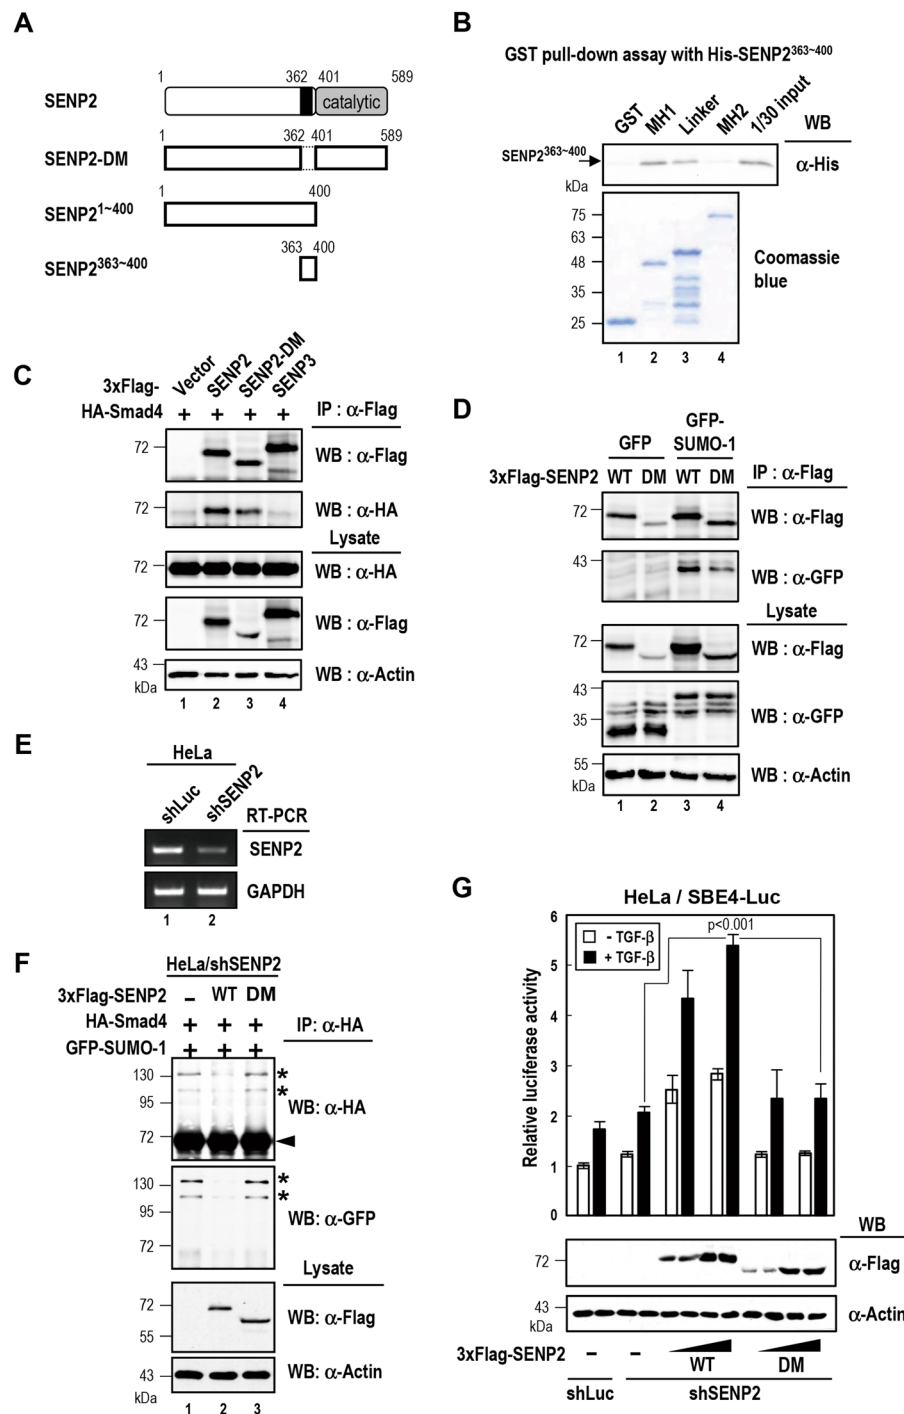 A
1 362 401 589
SENP2 catalytic
1 362 401 589
SENP2-DM
1 400
SENP2¹~⁴⁰⁰
363 400
SENP2³⁶³~⁴⁰⁰
B
GST pull-down assay with His-SENP2³⁶³~⁴⁰⁰
GST MH1 Linker MH2 1/30 input WB
SENP2³⁶³~⁴⁰⁰ α-His
kDa
75
63
48
35
25
Coomassie
blue
1 2 3 4
C
3xFlag- Vector SENP2 SENP2-DM SENP3
HA-Smad4 + + + + IP : α-Flag
72 WB : α-Flag
72 WB : α-HA
Lysate
72 WB : α-HA
72 WB : α-Flag
43 WB : α-Actin
kDa
1 2 3 4
D
GFP GFP-
SUMO-1
3xFlag-SENP2 WT DM WT DM IP : α-Flag
72 WB : α-Flag
43 WB : α-GFP
Lysate
72 WB : α-Flag
43
35 WB : α-GFP
55 WB : α-Actin
kDa
1 2 3 4
E
HeLa
shLuc shSENP2 RT-PCR
SENP2
GAPDH
1 2
F
HeLa/shSENP2
3xFlag-SENP2 – WT DM
HA-Smad4 + + + IP: α-HA
GFP-SUMO-1 + + +
130 *
95 *
72
WB: α-HA
130 *
95 *
72
WB: α-GFP
Lysate
72
55
WB: α-Flag
43 WB: α-Actin
kDa
1 2 3
G
HeLa / SBE4-Luc
p<0.001
- TGF-β
+ TGF-β
Relative luciferase activity
6
5
4
3
2
1
0
WB
72 α-Flag
43 α-Actin
kDa
3xFlag-SENP2 – – WT DM
shLuc shSENP2